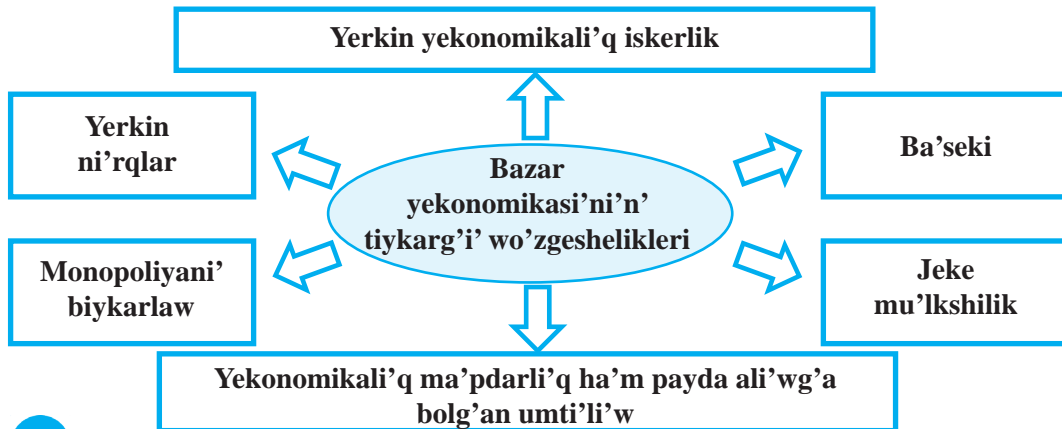 Yerkin yekonomikali’q iskerlik
Yerkin
ni’rqlar
Ba’seki
Bazar
yekonomikasi’ni’n’
tiykarg’i’ wo’zgeshelikleri
Monopoliyani’
biykarlaw
Jeke
mu’lkshilik
Yekonomikali’q ma’pdarli’q ha’m payda ali’wg’a
bolg’an umti’li’w